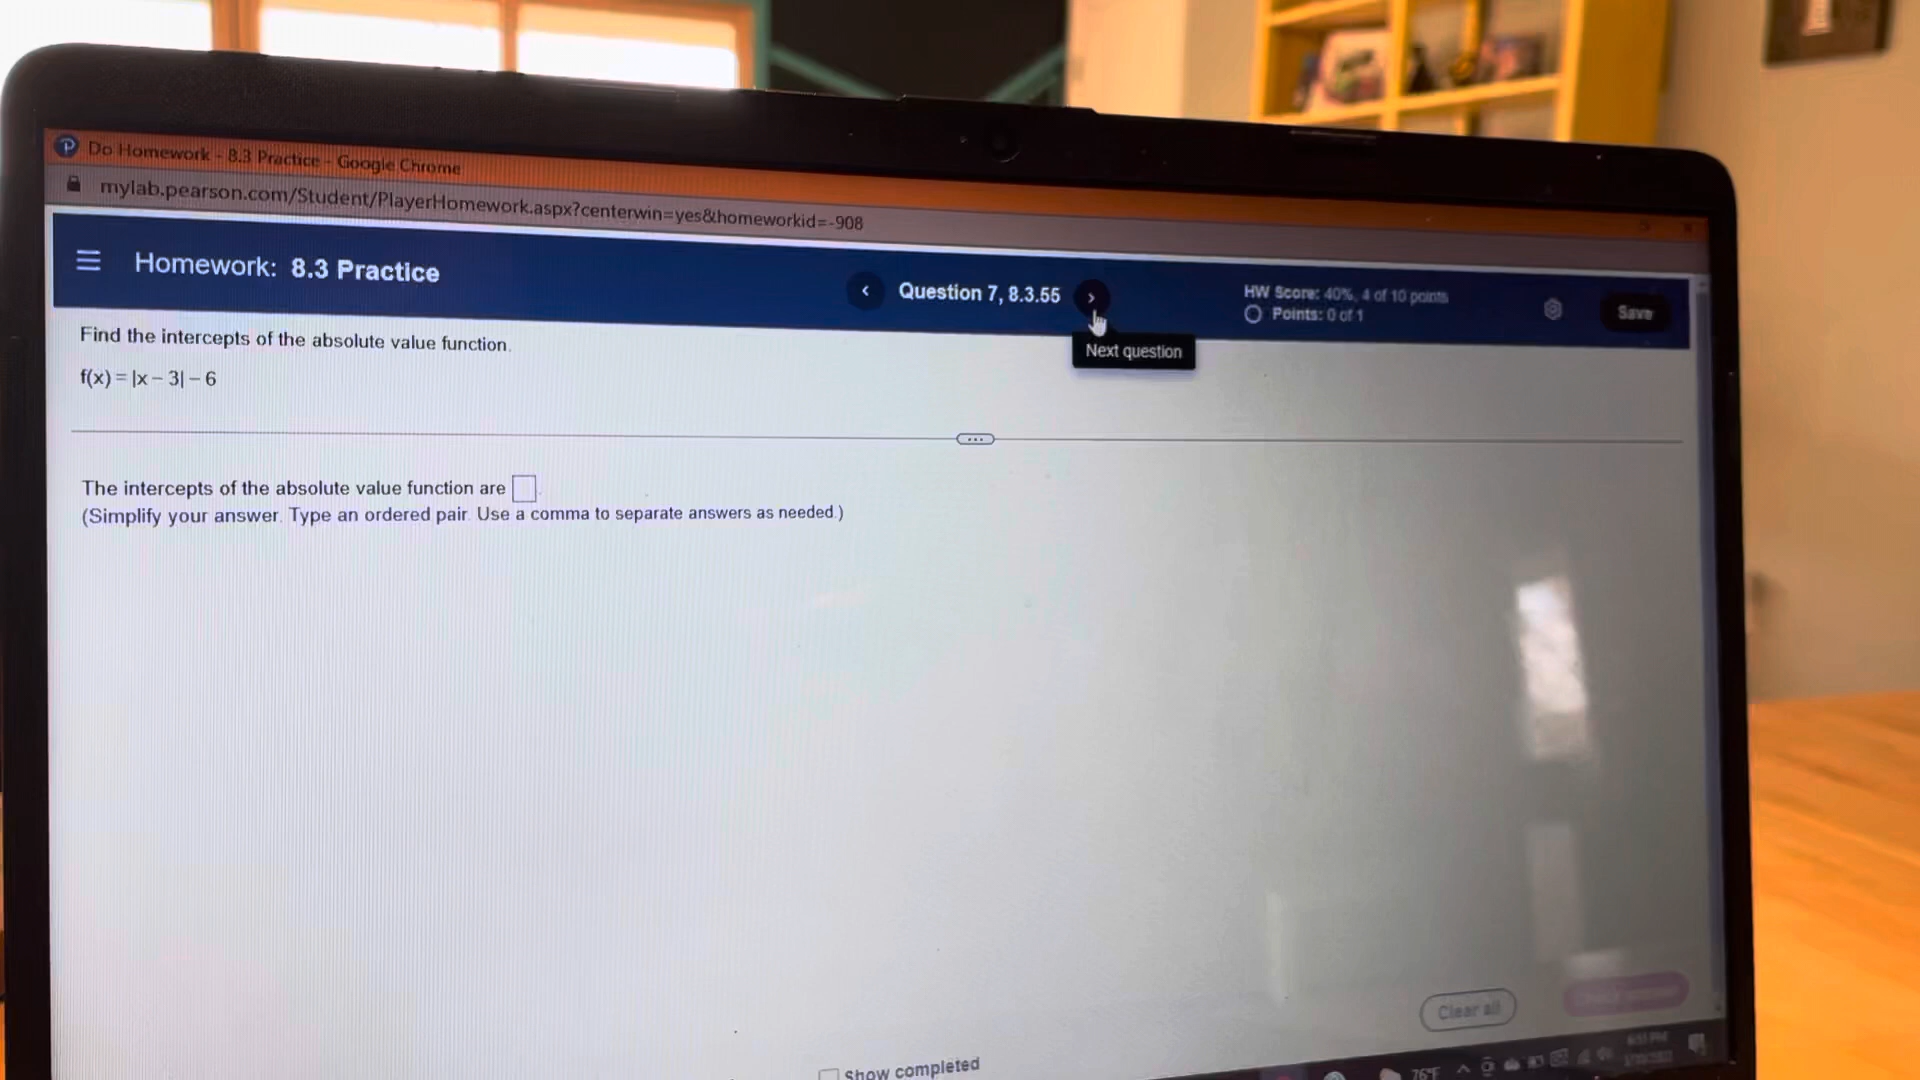 Do Homework - 8.3 Practice - Google Chrome
mylab.pearson.com/Student/PlayerHomework.aspx?centerwin=yes&homeworkid=-908
Homework: 8.3 Practice
Question 7, 8.3.55
HW Score: 40%, 4 of 10 points
Points: 0 of 1
Save
Next question
Find the intercepts of the absolute value function.
f(x) = |x − 3| − 6
The intercepts of the absolute value function are
(Simplify your answer. Type an ordered pair. Use a comma to separate answers as needed.)
Clear all
Show completed
76°F